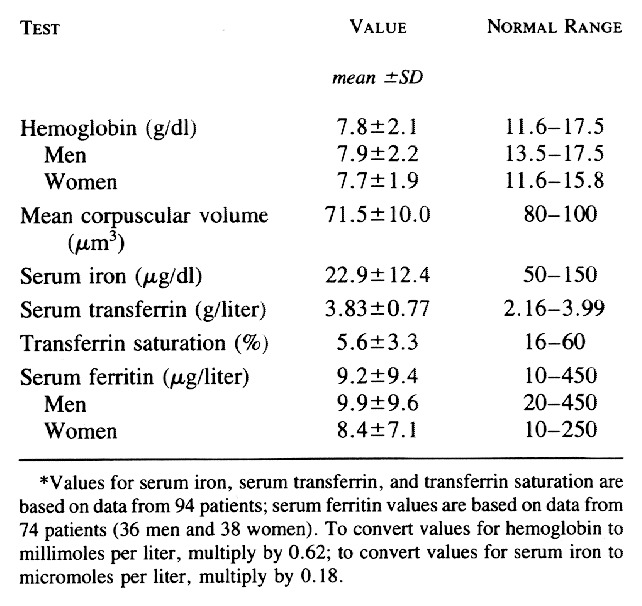 TEST VALUE NORMAL RANGE
mean ±SD
Hemoglobin (g/dl) 7.8±2.1 11.6–17.5
Men 7.9±2.2 13.5–17.5
Women 7.7±1.9 11.6–15.8
Mean corpuscular volume 71.5±10.0 80–100
(μm³)
Serum iron (μg/dl) 22.9±12.4 50–150
Serum transferrin (g/liter) 3.83±0.77 2.16–3.99
Transferrin saturation (%) 5.6±3.3 16–60
Serum ferritin (μg/liter) 9.2±9.4 10–450
Men 9.9±9.6 20–450
Women 8.4±7.1 10–250
*Values for serum iron, serum transferrin, and transferrin saturation are
based on data from 94 patients; serum ferritin values are based on data from
74 patients (36 men and 38 women). To convert values for hemoglobin to
millimoles per liter, multiply by 0.62; to convert values for serum iron to
micromoles per liter, multiply by 0.18.